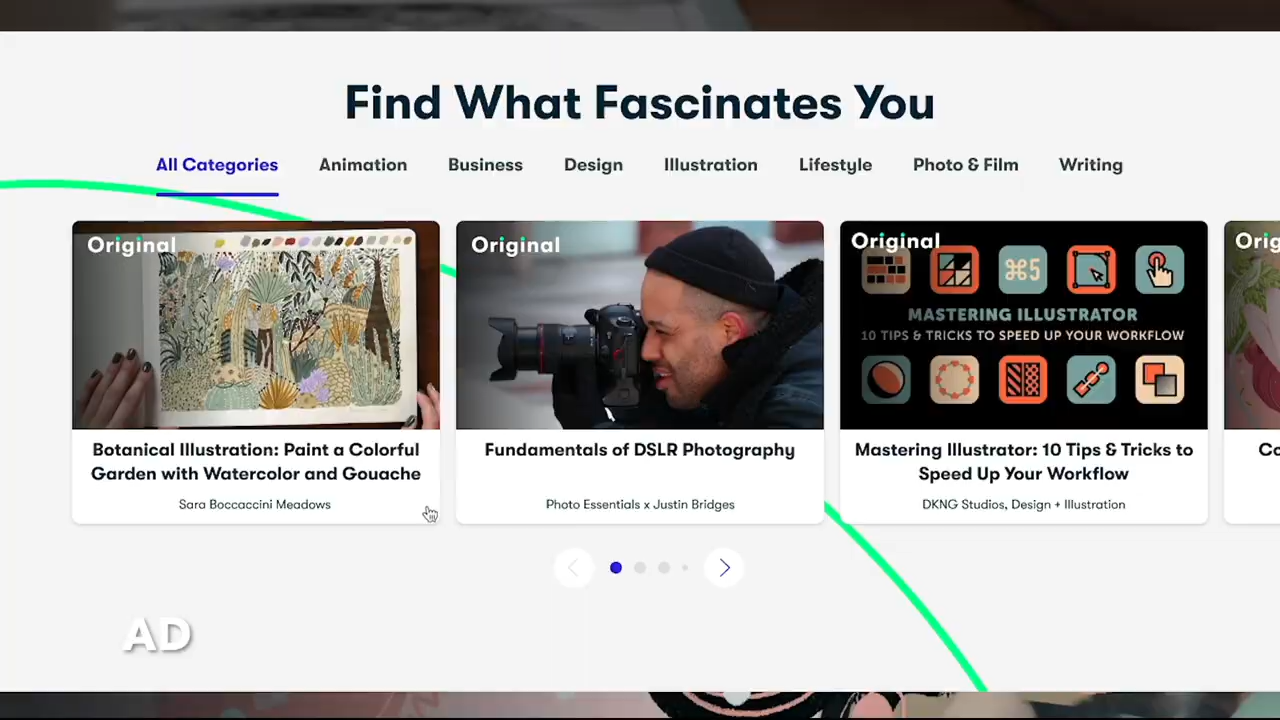 Find What Fascinates You
All Categories Animation Business Design Illustration Lifestyle Photo & Film Writing
Original
Original
Original
⌘5
MASTERING ILLUSTRATOR
10 TIPS & TRICKS TO SPEED UP YOUR WORKFLOW
Botanical Illustration: Paint a Colorful
Garden with Watercolor and Gouache
Sara Boccaccini Meadows
Fundamentals of DSLR Photography
Photo Essentials x Justin Bridges
Mastering Illustrator: 10 Tips & Tricks to
Speed Up Your Workflow
DKNG Studios, Design + Illustration
AD